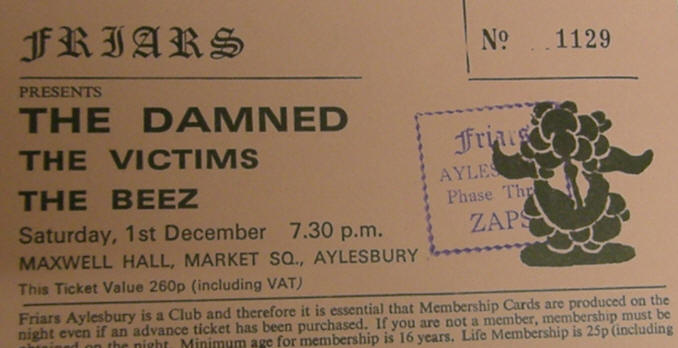 FRIARS
Nº ..1129
PRESENTS
THE DAMNED
THE VICTIMS
THE BEEZ
Saturday, 1st December 7.30 p.m.
MAXWELL HALL, MARKET SQ., AYLESBURY
This Ticket Value 260p (including VAT)
Friars
AYLES
Phase Thr
ZAPS
Friars Aylesbury is a Club and therefore it is essential that Membership Cards are produced on the
night even if an advance ticket has been purchased. If you are not a member, membership must be
obtained on the night. Minimum age for membership is 16 years. Life Membership is 25p (including